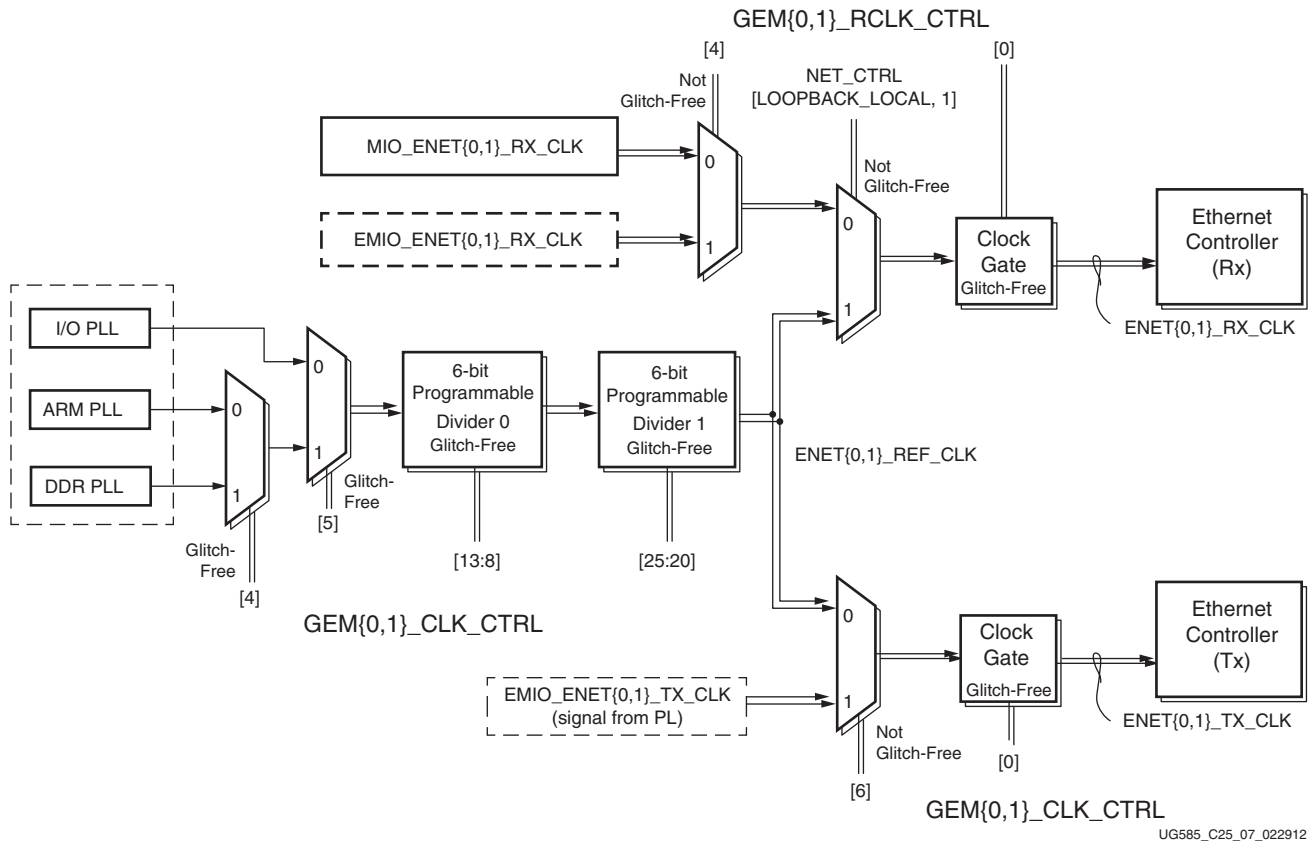 GEM{0,1}_RCLK_CTRL
[4]
[0]
Not
Glitch-Free
NET_CTRL
[LOOPBACK_LOCAL, 1]
MIO_ENET{0,1}_RX_CLK
0
EMIO_ENET{0,1}_RX_CLK
1
Not
Glitch-Free
0
1
Clock
Gate
Glitch-Free
Ethernet
Controller
(Rx)
ENET{0,1}_RX_CLK
I/O PLL
ARM PLL
DDR PLL
0
1
Glitch-
Free
[4]
0
1
Glitch-
Free
[5]
6-bit
Programmable
Divider 0
Glitch-Free
[13:8]
6-bit
Programmable
Divider 1
Glitch-Free
[25:20]
ENET{0,1}_REF_CLK
GEM{0,1}_CLK_CTRL
EMIO_ENET{0,1}_TX_CLK
(signal from PL)
0
1
Not
Glitch-Free
[6]
Clock
Gate
Glitch-Free
[0]
Ethernet
Controller
(Tx)
ENET{0,1}_TX_CLK
GEM{0,1}_CLK_CTRL
UG585_C25_07_022912